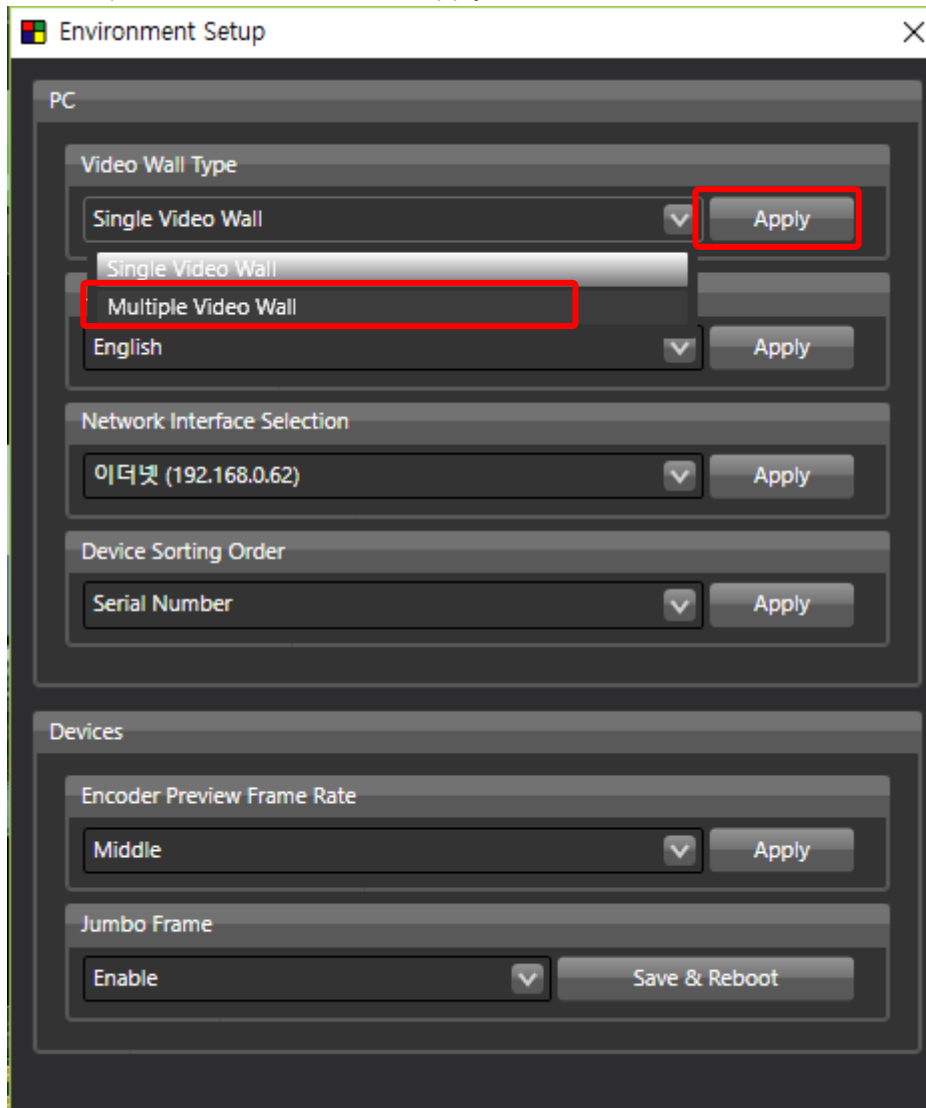 Environment Setup
PC
Video Wall Type
Single Video Wall
Apply
Single Video Wall
Multiple Video Wall
English
Apply
Network Interface Selection
이더넷 (192.168.0.62)
Apply
Device Sorting Order
Serial Number
Apply
Devices
Encoder Preview Frame Rate
Middle
Apply
Jumbo Frame
Enable
Save & Reboot